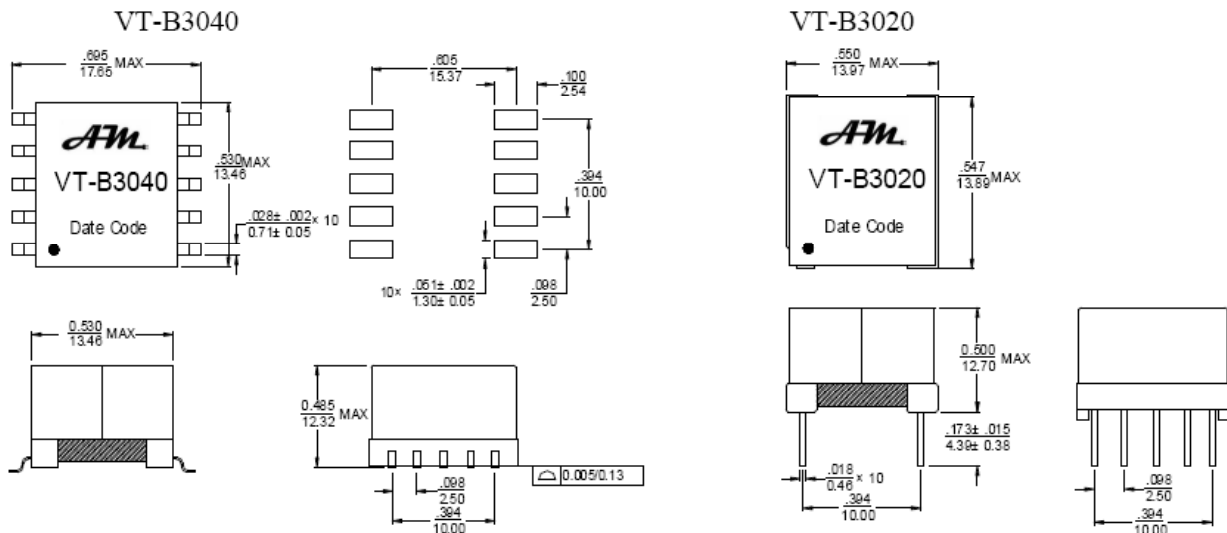 VT-B3040
VT-B3020
.695
17.65
MAX
AM
VT-B3040
Date Code
.530
13.46
MAX
.028± .002
0.71± 0.05
× 10
.605
15.37
.100
2.54
.394
10.00
10×
.051± .002
1.30± 0.05
.098
2.50
.550
13.97
MAX
AM
VT-B3020
Date Code
.547
13.89
MAX
0.530
13.46
MAX
0.485
12.32
MAX
.098
2.50
.394
10.00
0.005/0.13
0.500
12.70
MAX
.173± .015
4.39± 0.38
.018
0.46
× 10
.394
10.00
.098
2.50
.394
10.00